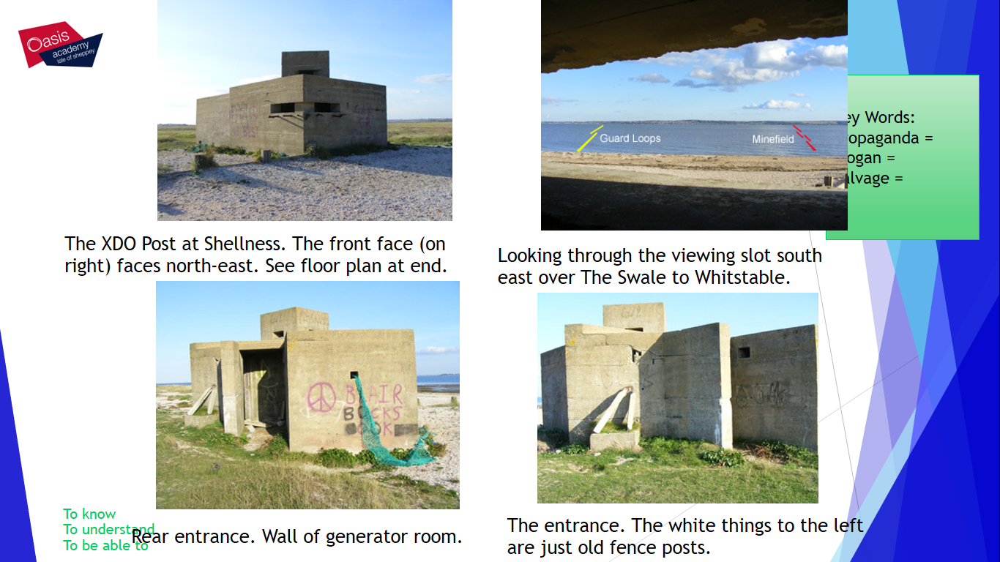 Oasis
academy
isle of sheppey
Guard Loops
Minefield
ey Words:
opaganda =
ogan =
alvage =
The XDO Post at Shellness. The front face (on
right) faces north-east. See floor plan at end.
Looking through the viewing slot south
east over The Swale to Whitstable.
BLAIR
BOCKS
OOK
To know
To understand
To be able to
Rear entrance. Wall of generator room.
The entrance. The white things to the left
are just old fence posts.